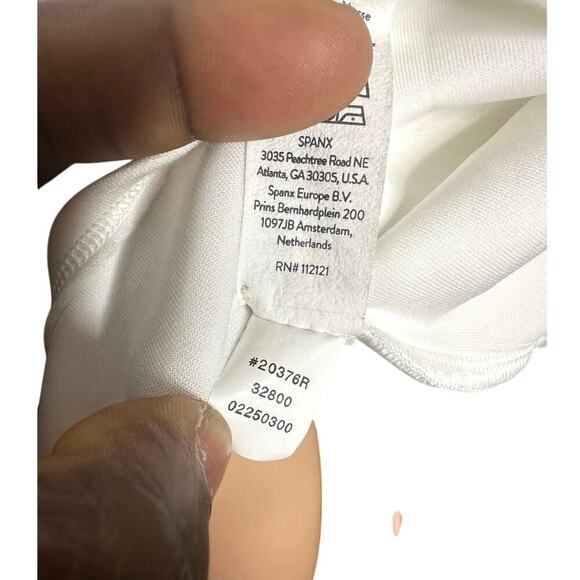 SPANX
3035 Peachtree Road NE
Atlanta, GA 30305, U.S.A.
Spanx Europe B.V.
Prins Bernhardplein 200
1097JB Amsterdam,
Netherlands
RN# 112121
#20376R
32800
02250300